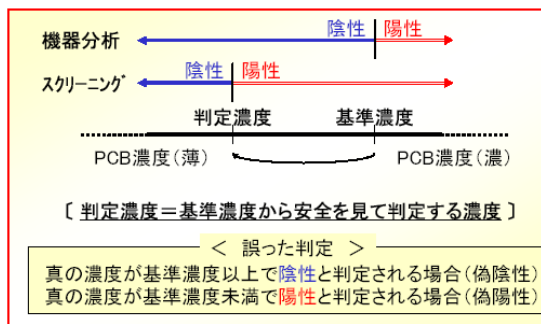 機器分析 陰性 陽性
スクリーニング 陰性 陽性
判定濃度 基準濃度
PCB濃度(薄) PCB濃度(濃)
〔 判定濃度=基準濃度から安全を見て判定する濃度 〕
< 誤った判定 >
真の濃度が基準濃度以上で陰性と判定される場合(偽陰性)
真の濃度が基準濃度未満で陽性と判定される場合(偽陽性)